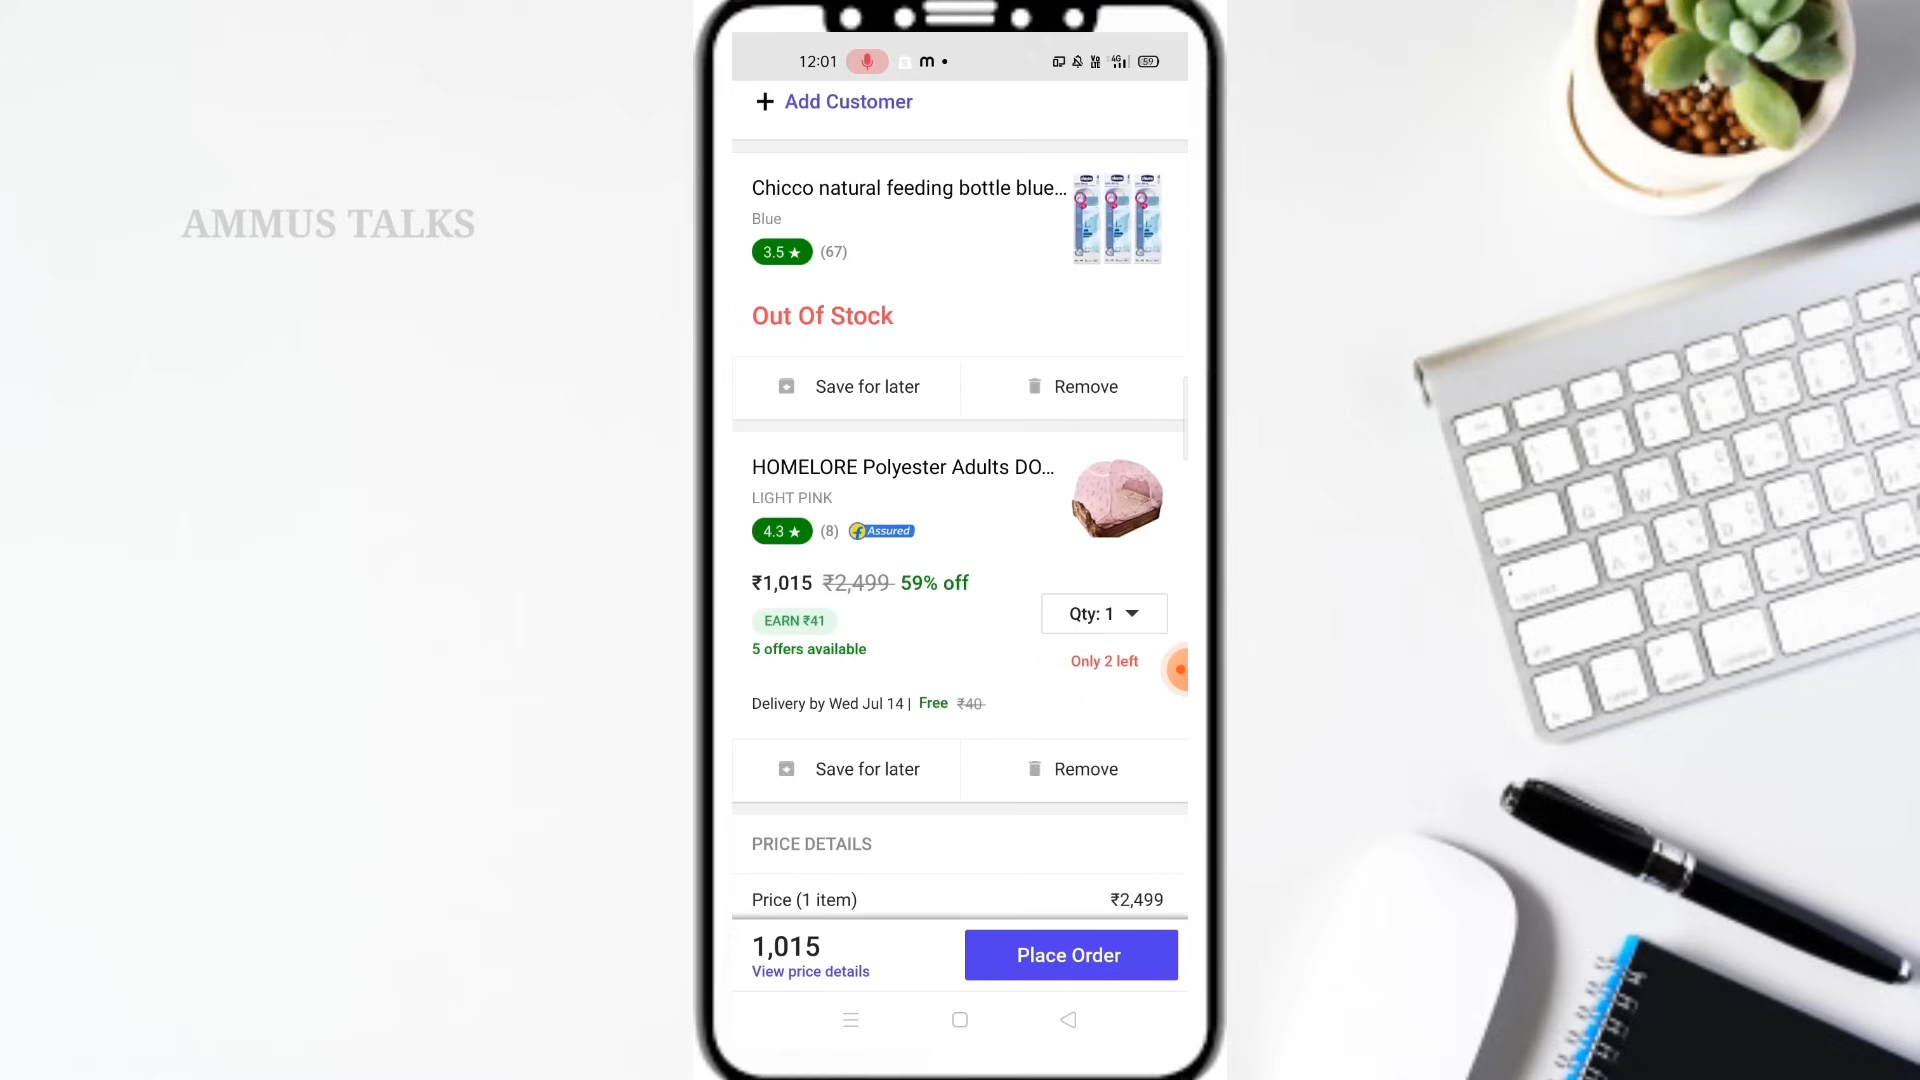 12:01
59
Add Customer
AMMUS TALKS
Chicco natural feeding bottle blue...
Blue
3.5 ★ (67)
Out Of Stock
Save for later
Remove
HOMELORE Polyester Adults DO...
LIGHT PINK
4.3 ★ (8) Assured
₹1,015 ₹2,499 59% off
Qty: 1
EARN ₹41
5 offers available
Only 2 left
Delivery by Wed Jul 14 | Free ₹40
Save for later
Remove
PRICE DETAILS
Price (1 item) ₹2,499
1,015
View price details
Place Order